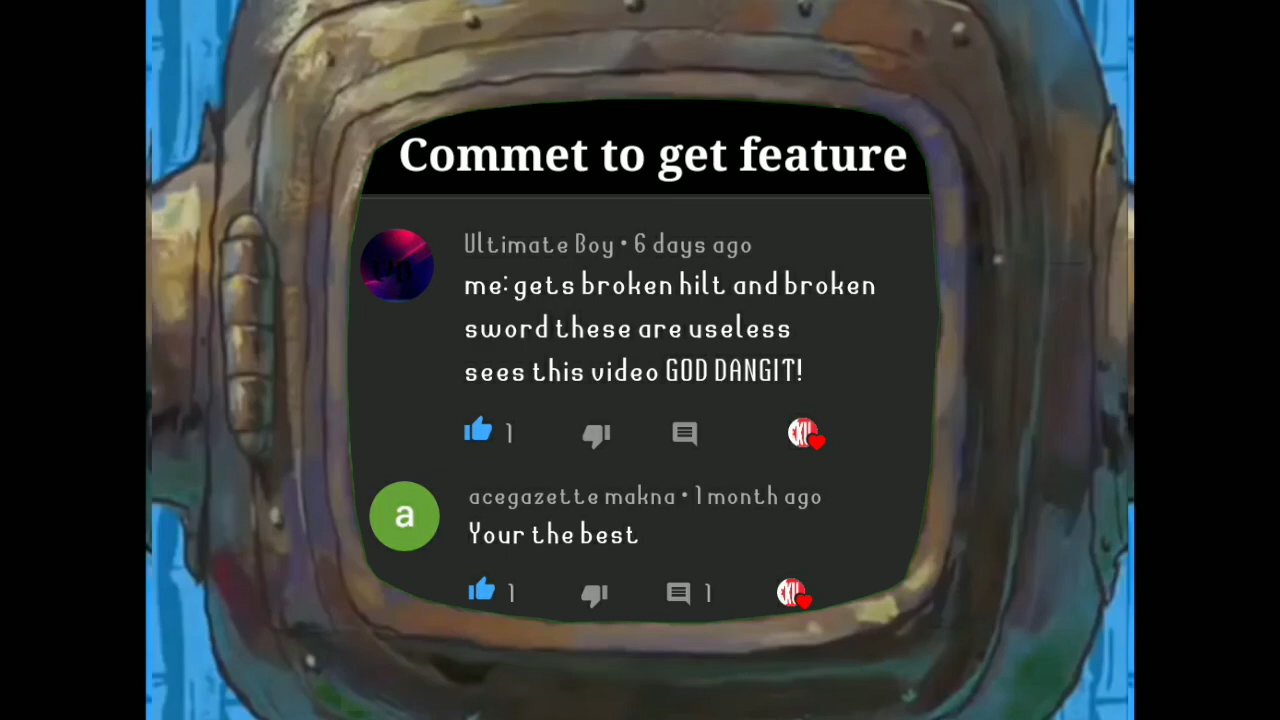 Commet to get feature
Ultimate Boy • 6 days ago
me: gets broken hilt and broken
sword these are useless
sees this video GOD DANGIT!
1
a
acegazette makna • 1 month ago
Your the best
1 1